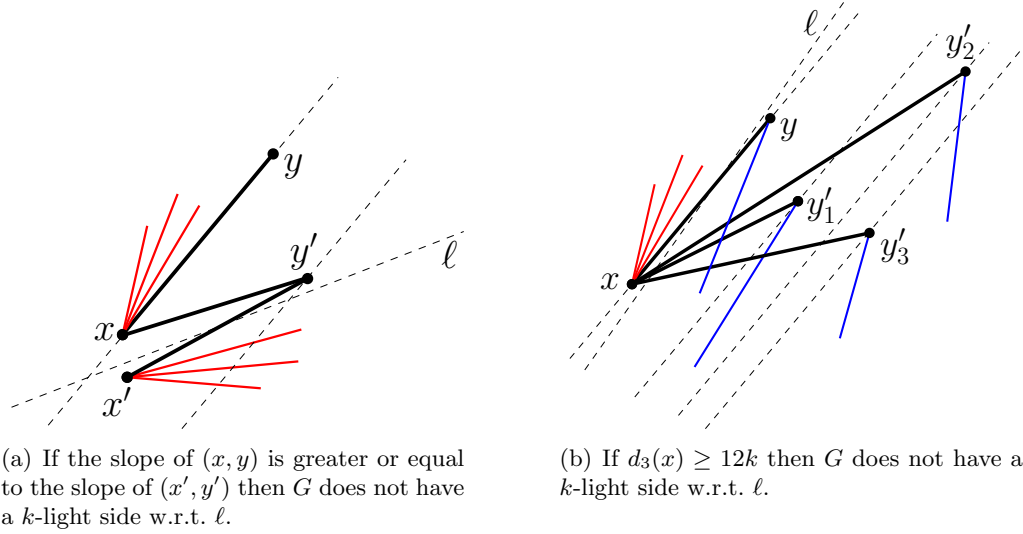 y
y′
ℓ
x
x′
(a) If the slope of (x, y) is greater or equal
to the slope of (x′, y′) then G does not have
a k-light side w.r.t. ℓ.
ℓ
y′₂
y
y′₁
y′₃
x
(b) If d₃(x) ≥ 12k then G does not have a
k-light side w.r.t. ℓ.